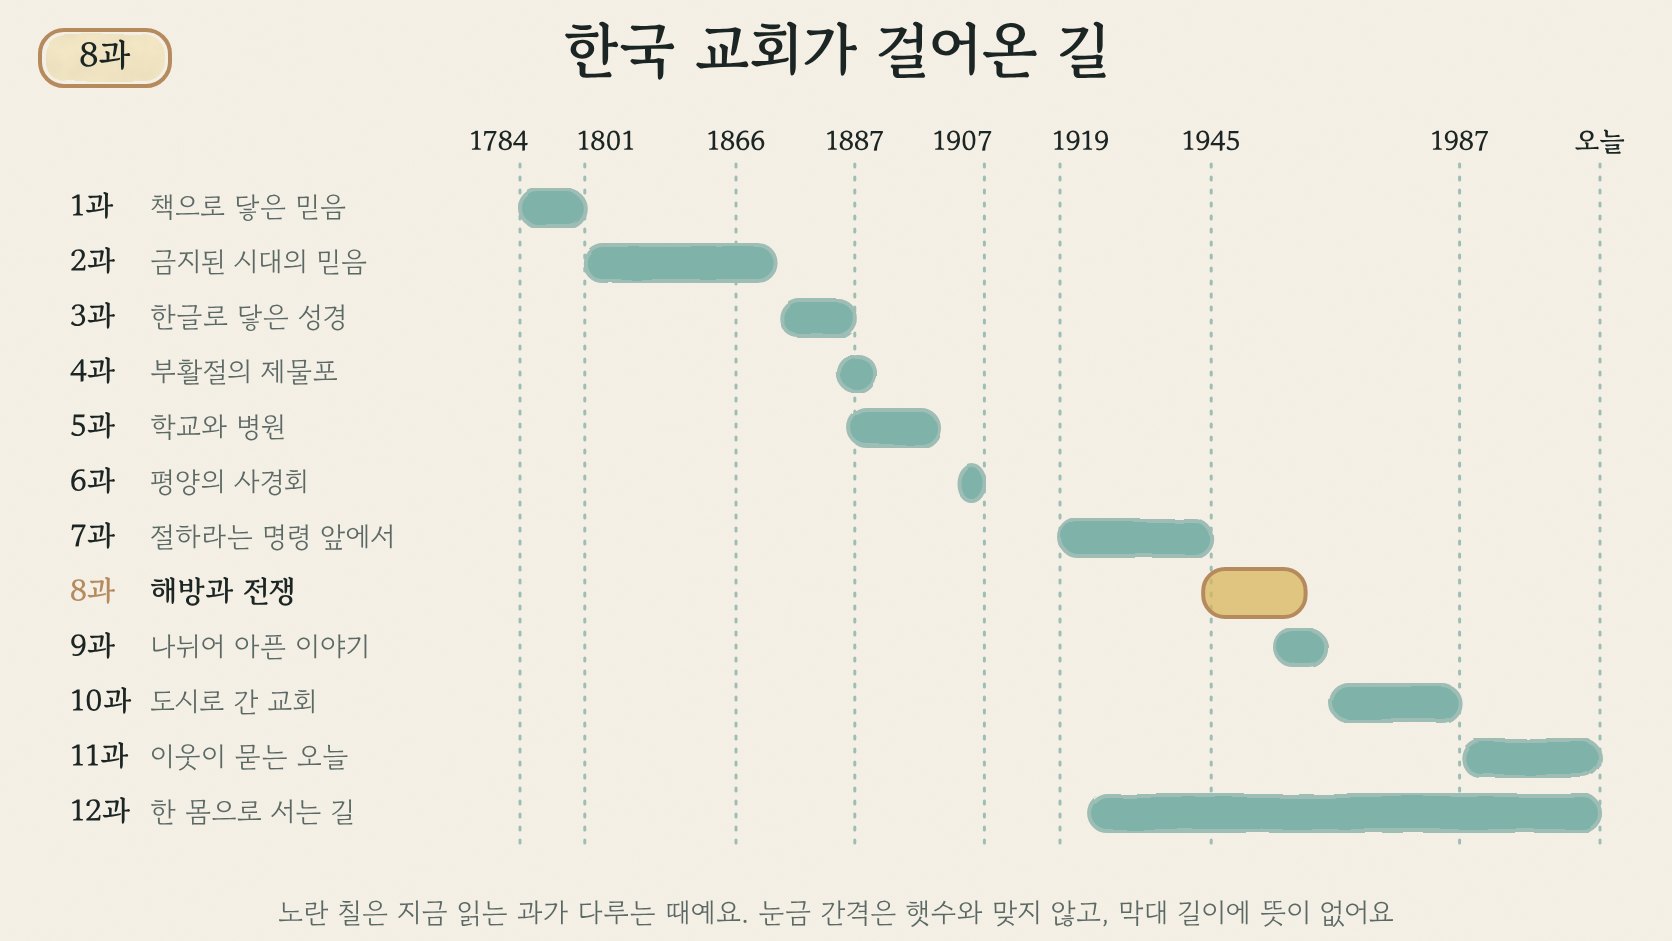 8과
한국 교회가 걸어온 길
1784 1801 1866 1887 1907 1919 1945 1987 오늘
1과 책으로 닿은 믿음
2과 금지된 시대의 믿음
3과 한글로 닿은 성경
4과 부활절의 제물포
5과 학교와 병원
6과 평양의 사경회
7과 절하라는 명령 앞에서
8과 해방과 전쟁
9과 나뉘어 아픈 이야기
10과 도시로 간 교회
11과 이웃이 묻는 오늘
12과 한 몸으로 서는 길
노란 칠은 지금 읽는 과가 다루는 때예요. 눈금 간격은 햇수와 맞지 않고, 막대 길이에 뜻이 없어요